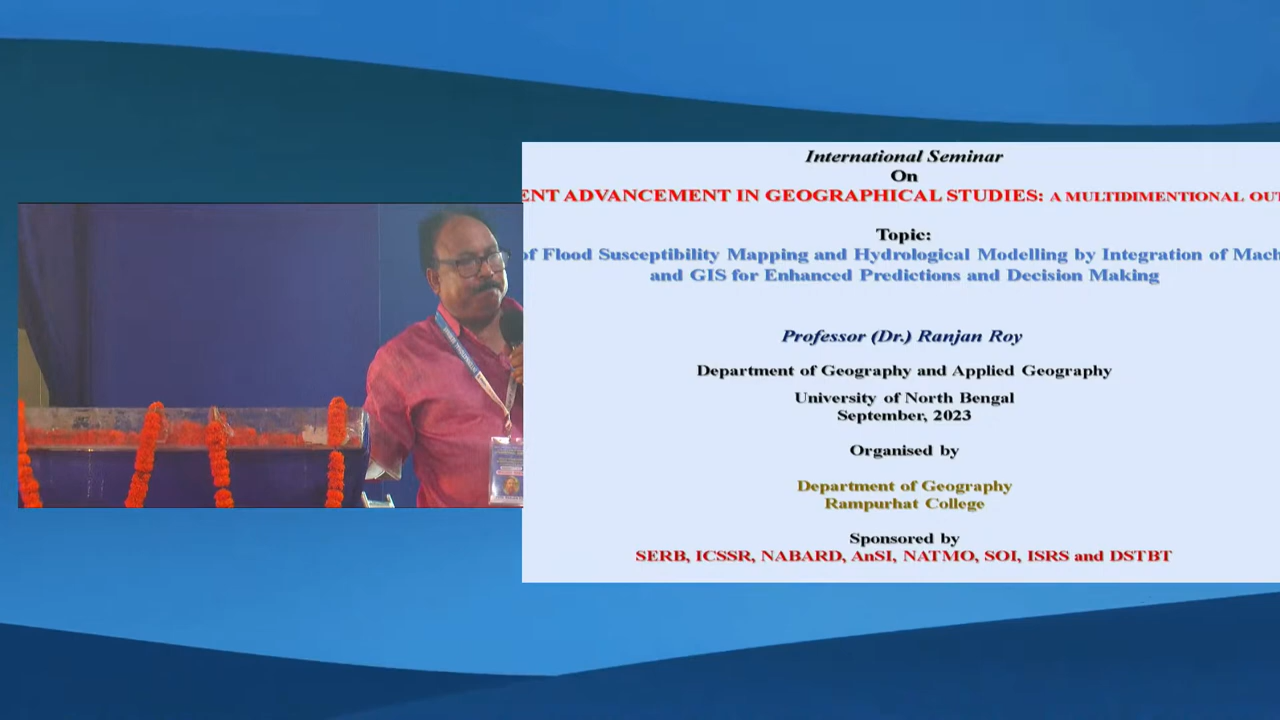 International Seminar
On
ENT ADVANCEMENT IN GEOGRAPHICAL STUDIES: A MULTIDIMENTIONAL OUT
Topic:
of Flood Susceptibility Mapping and Hydrological Modelling by Integration of Mach
and GIS for Enhanced Predictions and Decision Making
Professor (Dr.) Ranjan Roy
Department of Geography and Applied Geography
University of North Bengal
September, 2023
Organised by
Department of Geography
Rampurhat College
Sponsored by
SERB, ICSSR, NABARD, AnSI, NATMO, SOI, ISRS and DSTBT